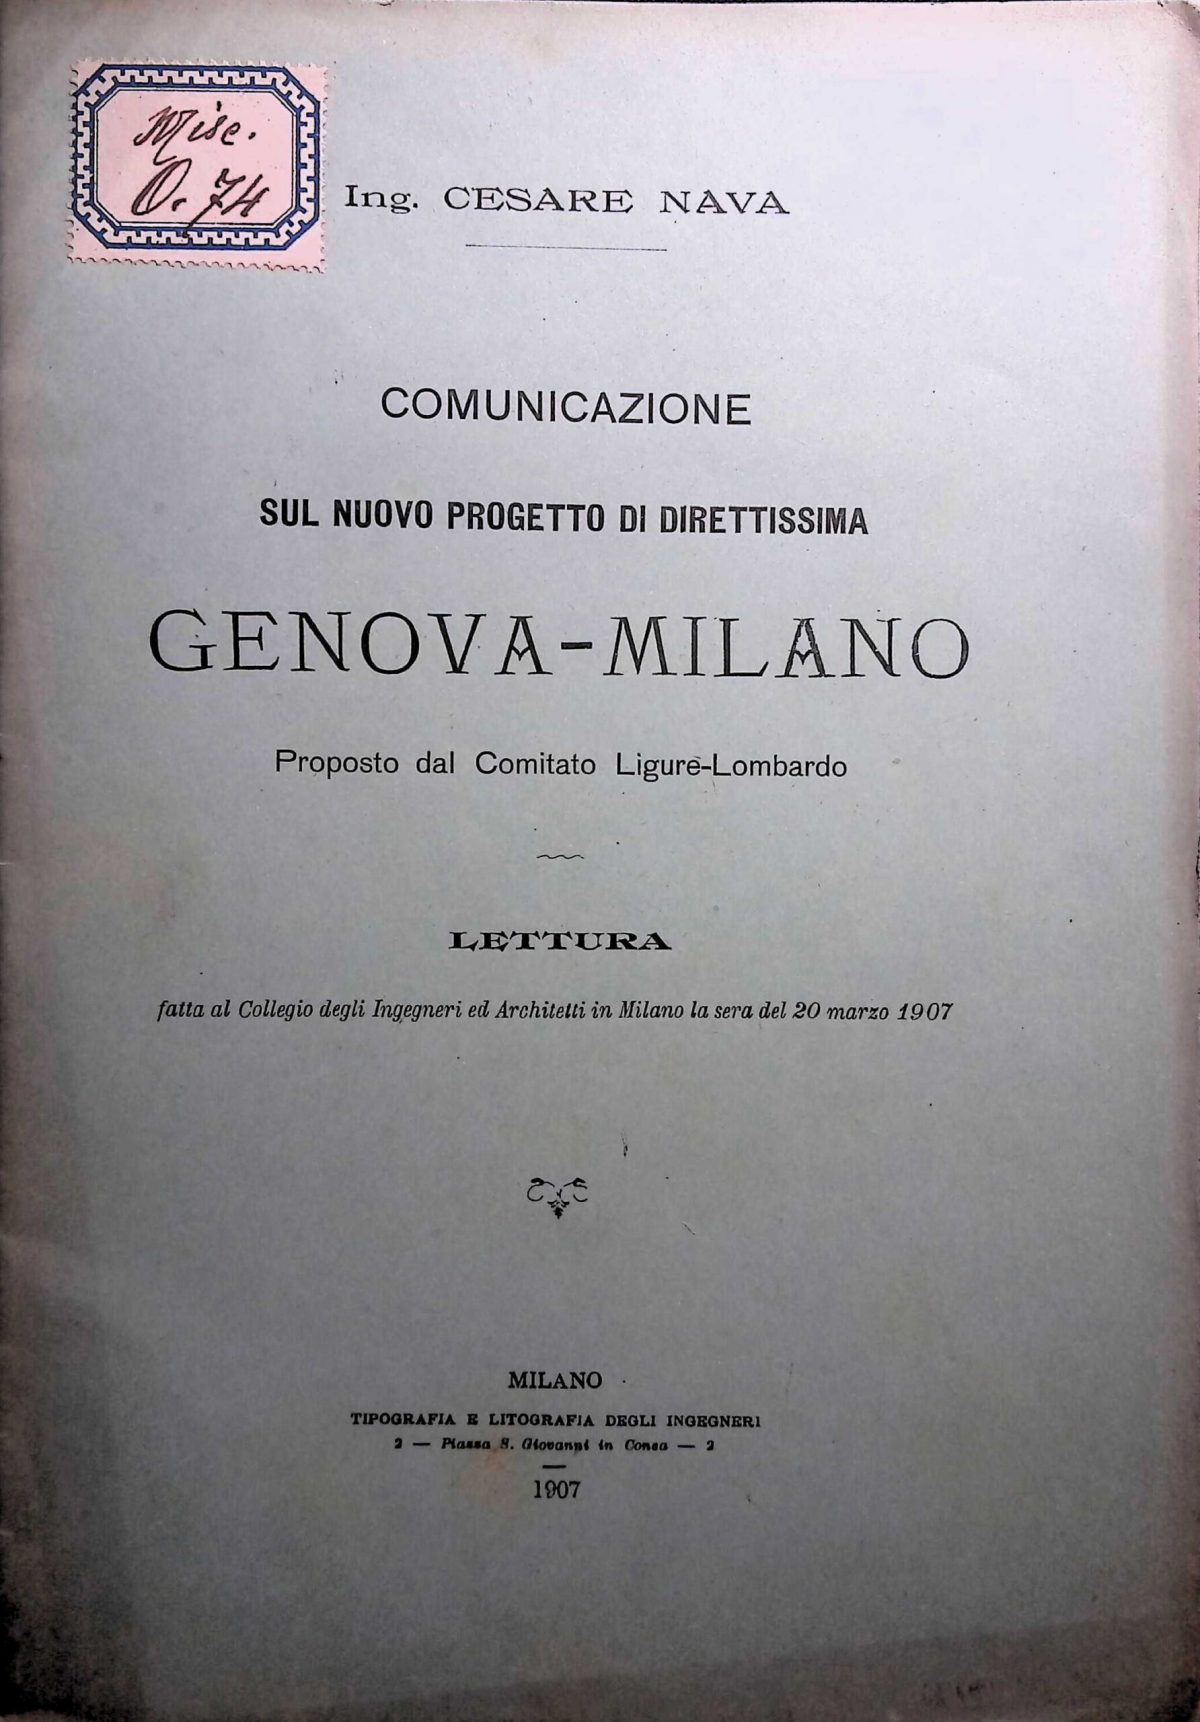 Misc.
O. 74
Ing. CESARE NAVA
COMUNICAZIONE
SUL NUOVO PROGETTO DI DIRETTISSIMA
GENOVA-MILANO
Proposto dal Comitato Ligure-Lombardo
LETTURA
fatta al Collegio degli Ingegneri ed Architetti in Milano la sera del 20 marzo 1907
MILANO
TIPOGRAFIA E LITOGRAFIA DEGLI INGEGNERI
2 — Piazza S. Giovanni in Conca — 2
1907